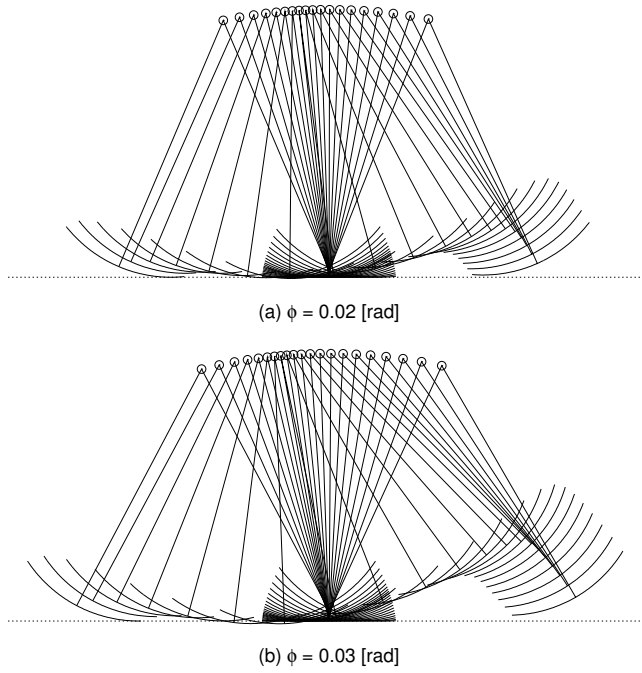 (a) ϕ = 0.02 [rad]
(b) ϕ = 0.03 [rad]